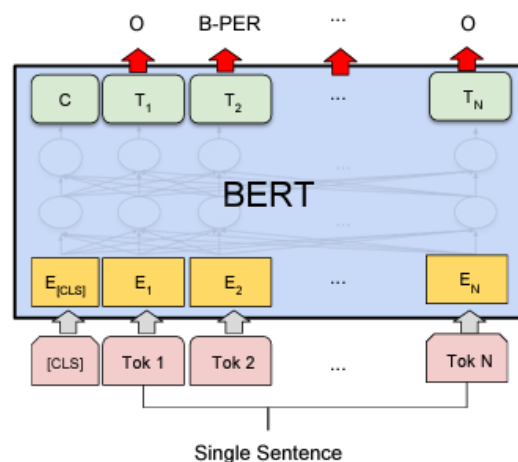 O B-PER ... O
C T1 T2 ... TN
...
BERT
...
E[CLS] E1 E2 ... EN
[CLS] Tok 1 Tok 2 ... Tok N
Single Sentence